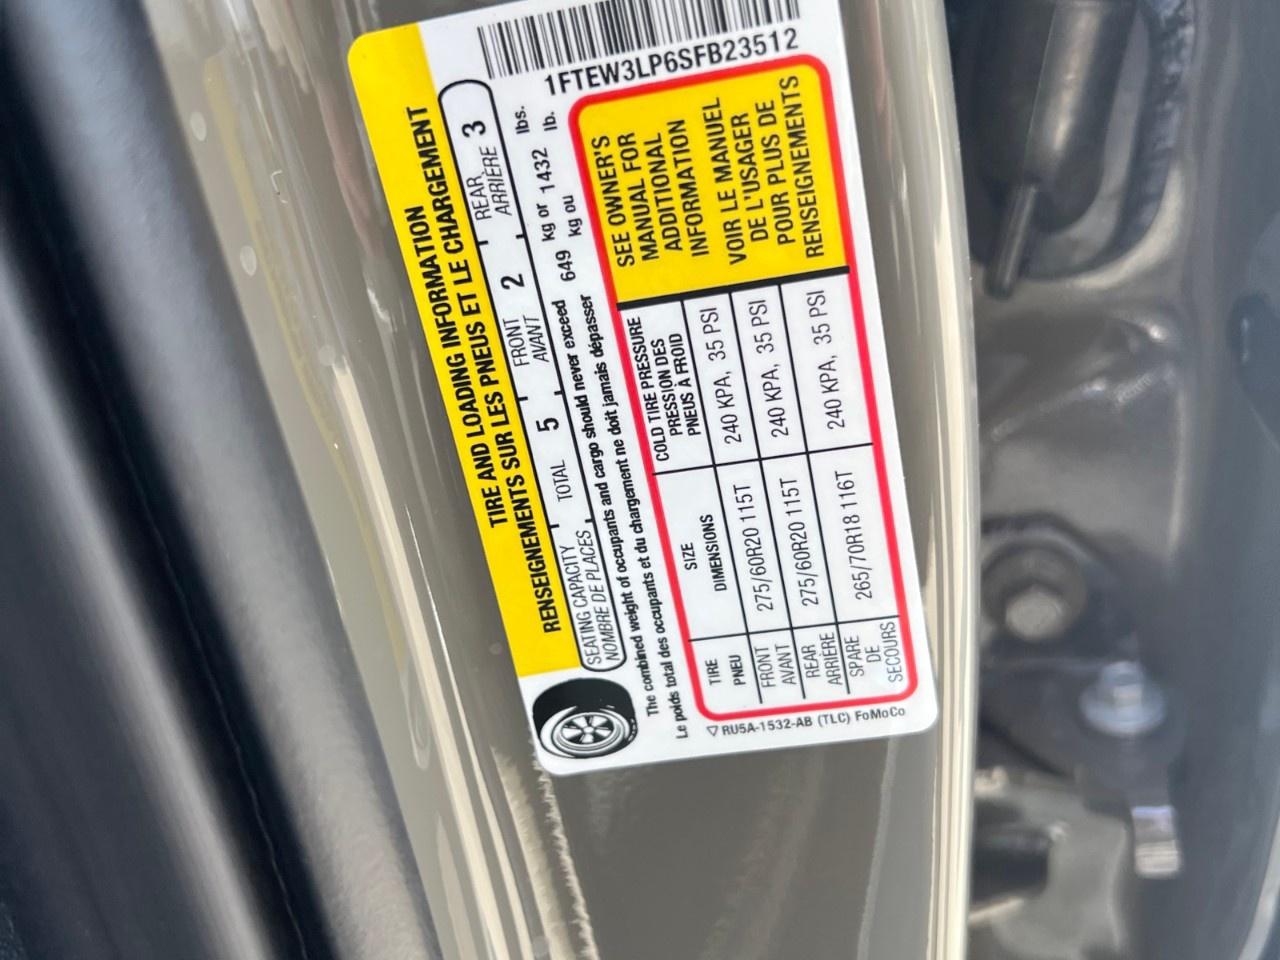 1FTEW3LP6SFB23512
TIRE AND LOADING INFORMATION
RENSEIGNEMENTS SUR LES PNEUS ET LE CHARGEMENT
SEATING CAPACITY TOTAL 5 FRONT 2 REAR 3
NOMBRE DE PLACES AVANT ARRIÈRE
The combined weight of occupants and cargo should never exceed 649 kg or 1432 lbs.
Le poids total des occupants et du chargement ne doit jamais dépasser kg ou lb.
TIRE SIZE COLD TIRE PRESSURE
PNEU DIMENSIONS PRESSION DES
PNEUS À FROID
FRONT 275/60R20 115T 240 KPA, 35 PSI
AVANT
REAR 275/60R20 115T 240 KPA, 35 PSI
ARRIÈRE
SPARE 265/70R18 116T 240 KPA, 35 PSI
DE
SECOURS
SEE OWNER'S
MANUAL FOR
ADDITIONAL
INFORMATION
VOIR LE MANUEL
DE L'USAGER
POUR PLUS DE
RENSEIGNEMENTS
RU5A-1532-AB (TLC) FoMoCo